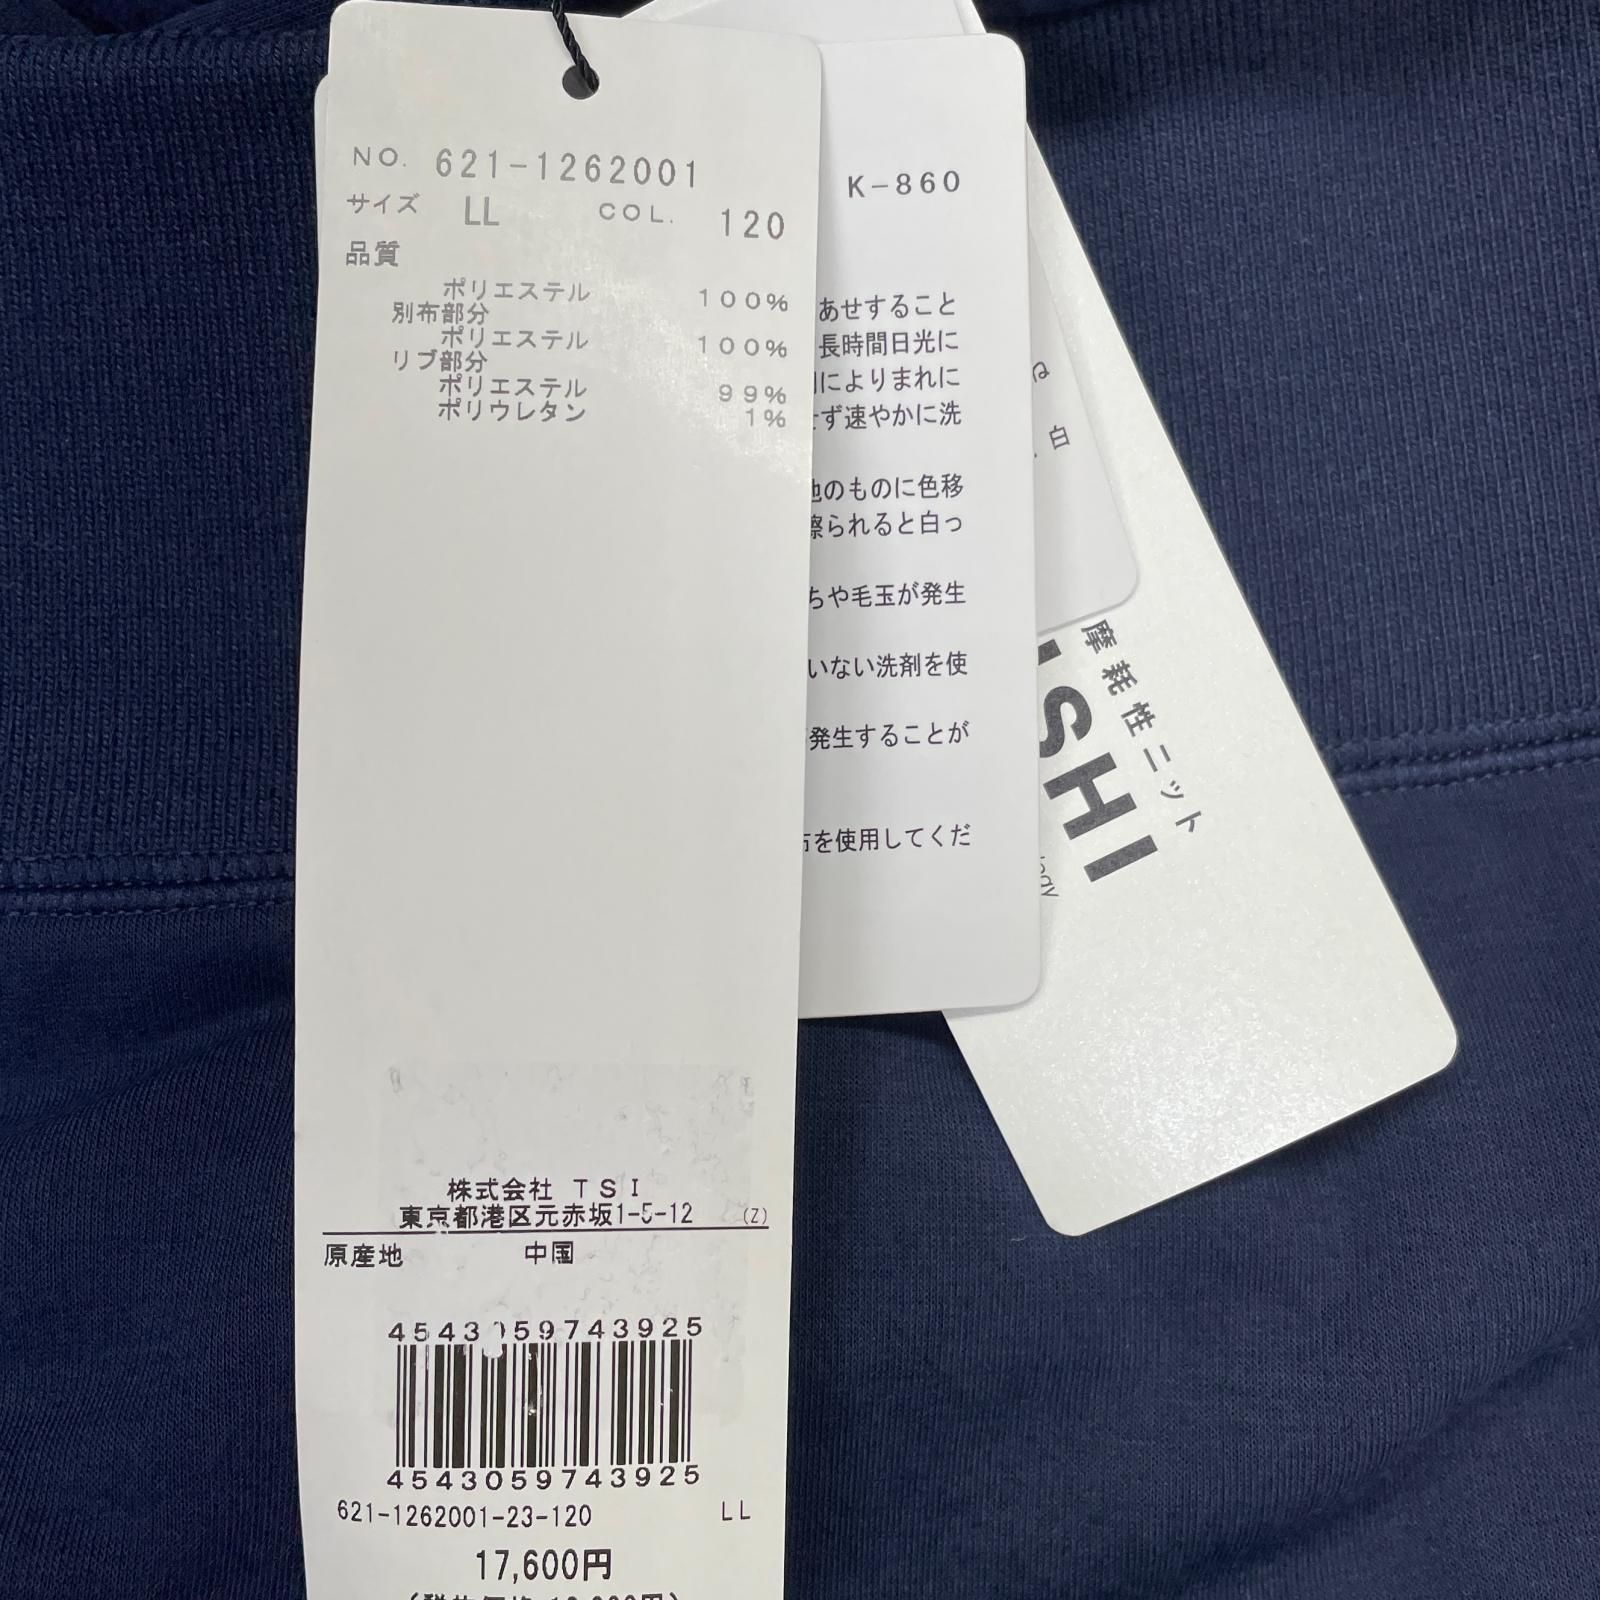 NO. 621-1262001
サイズ LL COL. 120
品質
ポリエステル 100%
別布部分
ポリエステル 100%
リブ部分
ポリエステル 99%
ポリウレタン 1%
株式会社 TSI
東京都港区元赤坂1-5-12 (Z)
原産地 中国
4543059743925
4543059743925
621-1262001-23-120 LL
17,600円
K-860
あせすること
長時間日光に
によりまれに
ず速やかに洗
のものに色移
られると白っ
ちや毛玉が発生
いない洗剤を使
発生することが
を使用してくだ
ね
白
摩耗性ニット
SHI